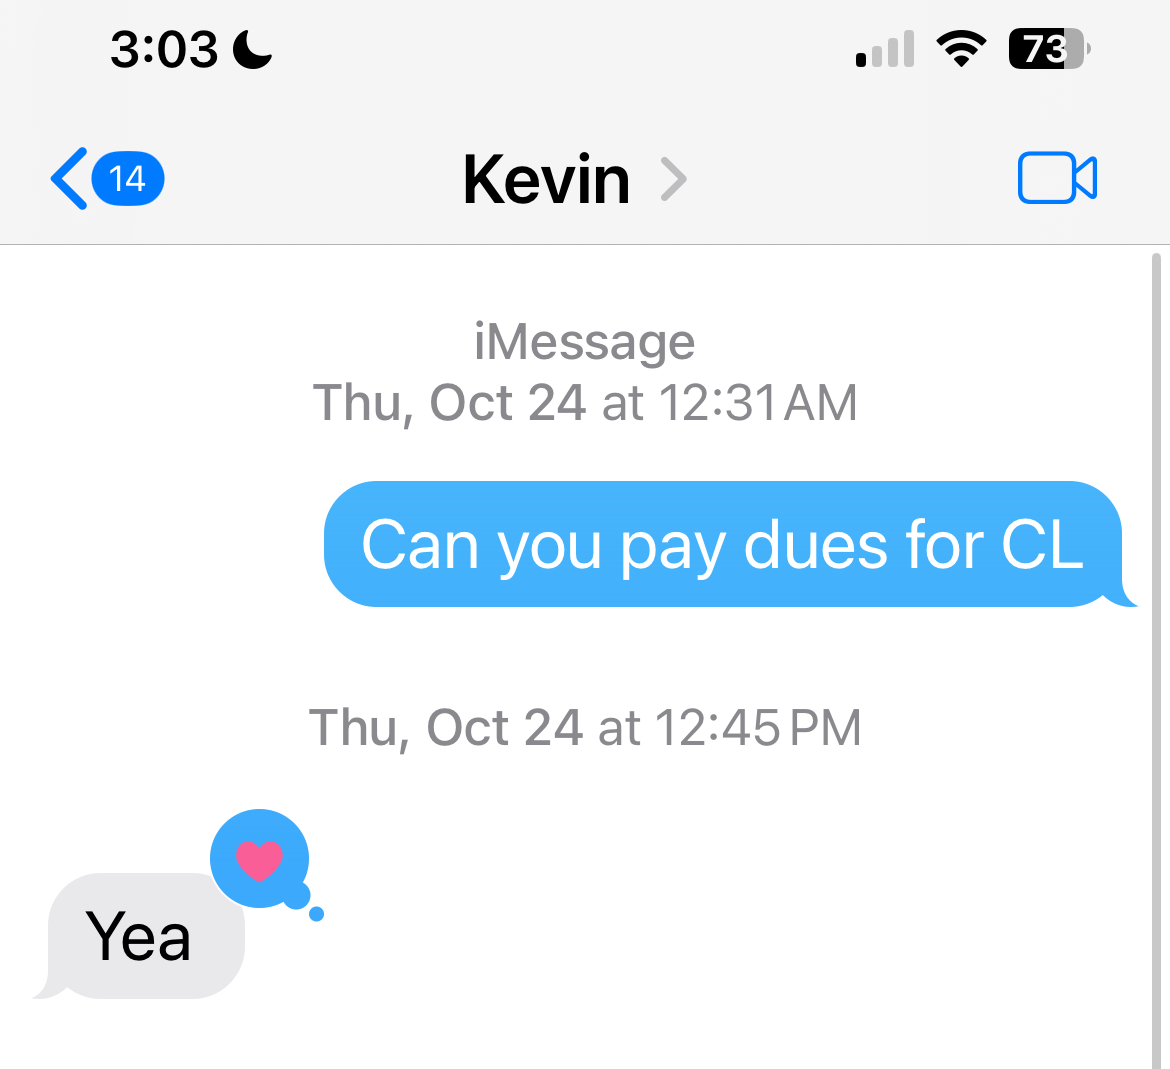 3:03
73
14
Kevin
iMessage
Thu, Oct 24 at 12:31 AM
Can you pay dues for CL
Thu, Oct 24 at 12:45 PM
Yea